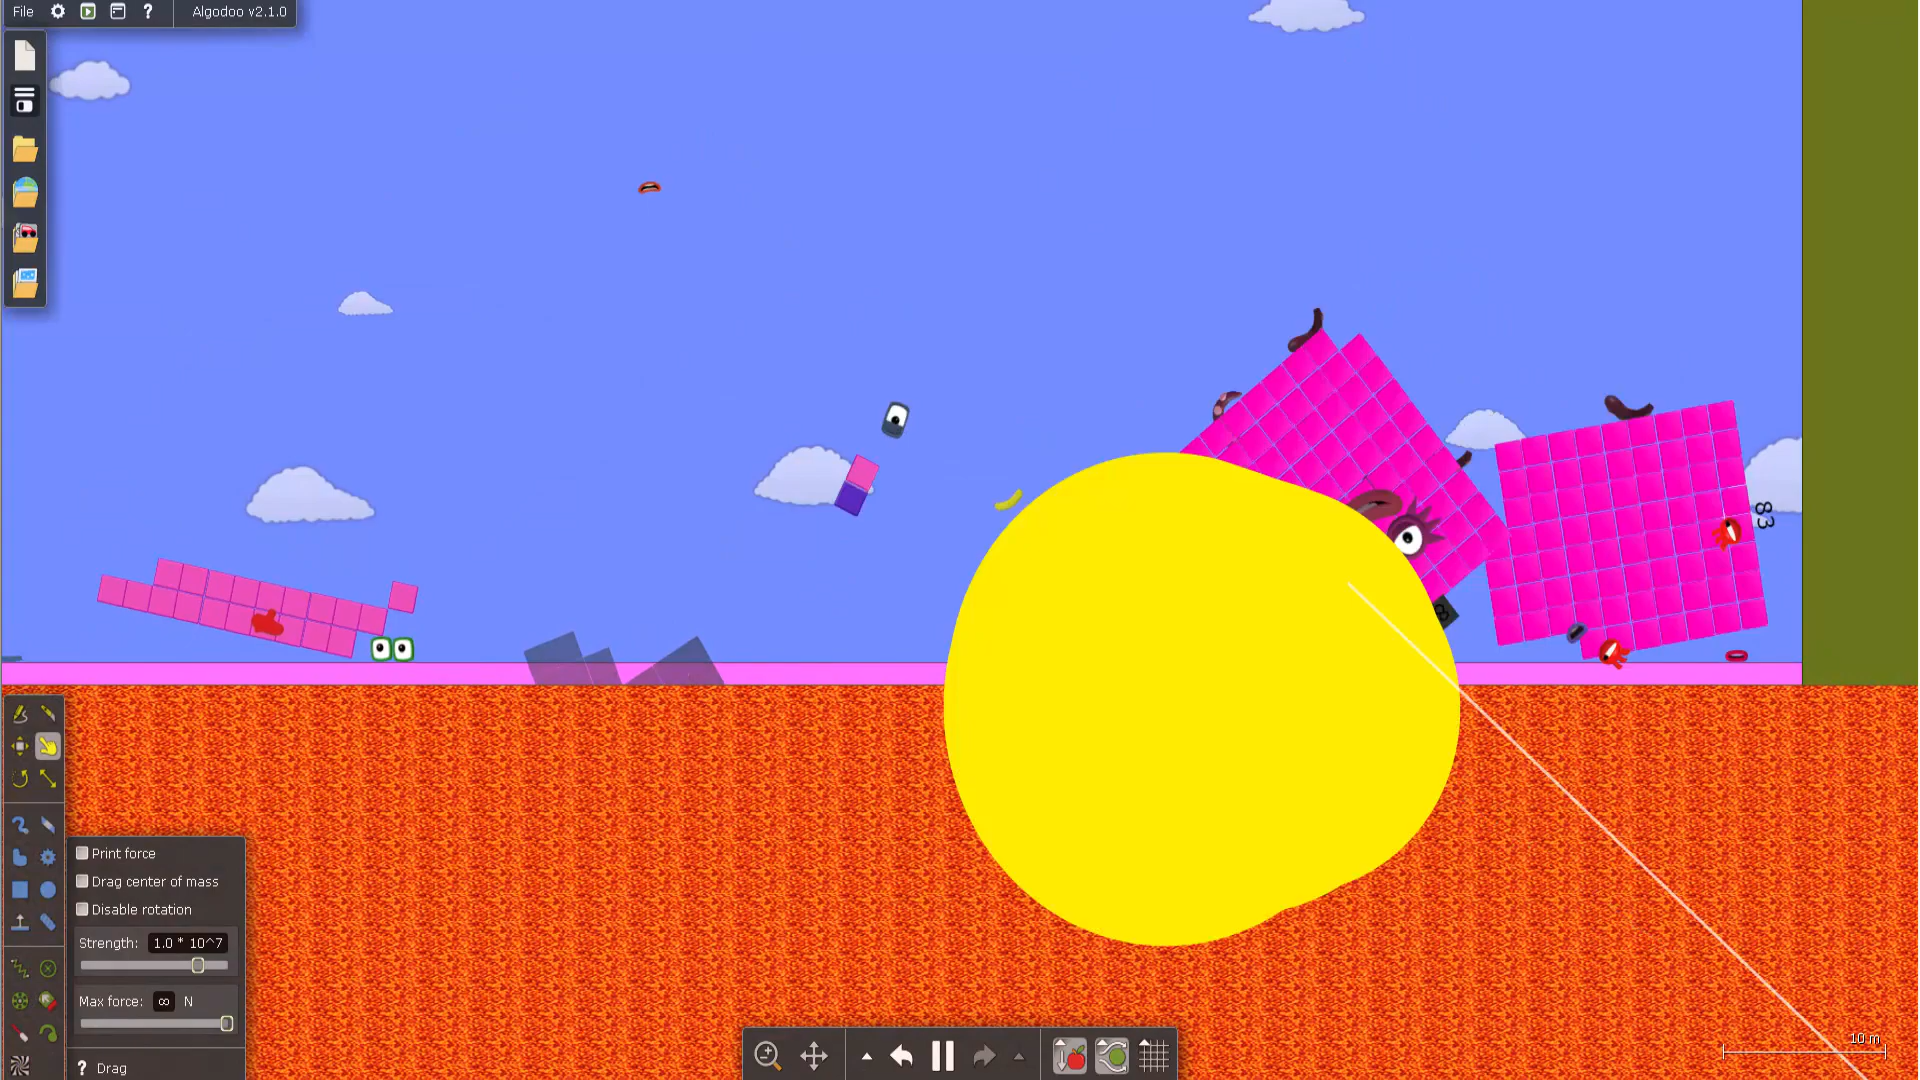 File ? Algodoo v2.1.0
83
8
Print force
Drag center of mass
Disable rotation
Strength: 1.0 * 10^7
Max force: ∞ N
? Drag
10 m